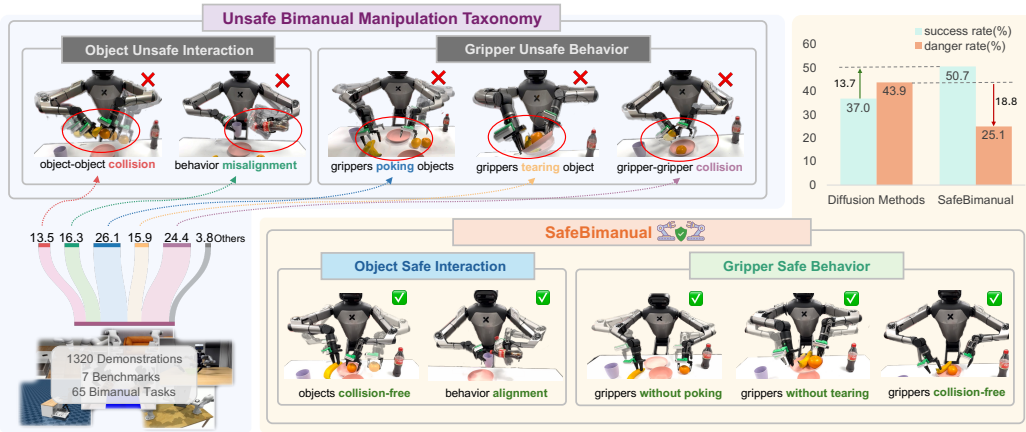 Unsafe Bimanual Manipulation Taxonomy
Object Unsafe Interaction
Gripper Unsafe Behavior
object-object collision
behavior misalignment
grippers poking objects
grippers tearing object
gripper-gripper collision
13.5
16.3
26.1
15.9
24.4
3.8 Others
1320 Demonstrations
7 Benchmarks
65 Bimanual Tasks
success rate(%)
danger rate(%)
60
50
40
30
20
10
0
13.7
37.0
43.9
50.7
18.8
25.1
Diffusion Methods
SafeBimanual
SafeBimanual
Object Safe Interaction
Gripper Safe Behavior
objects collision-free
behavior alignment
grippers without poking
grippers without tearing
grippers collision-free